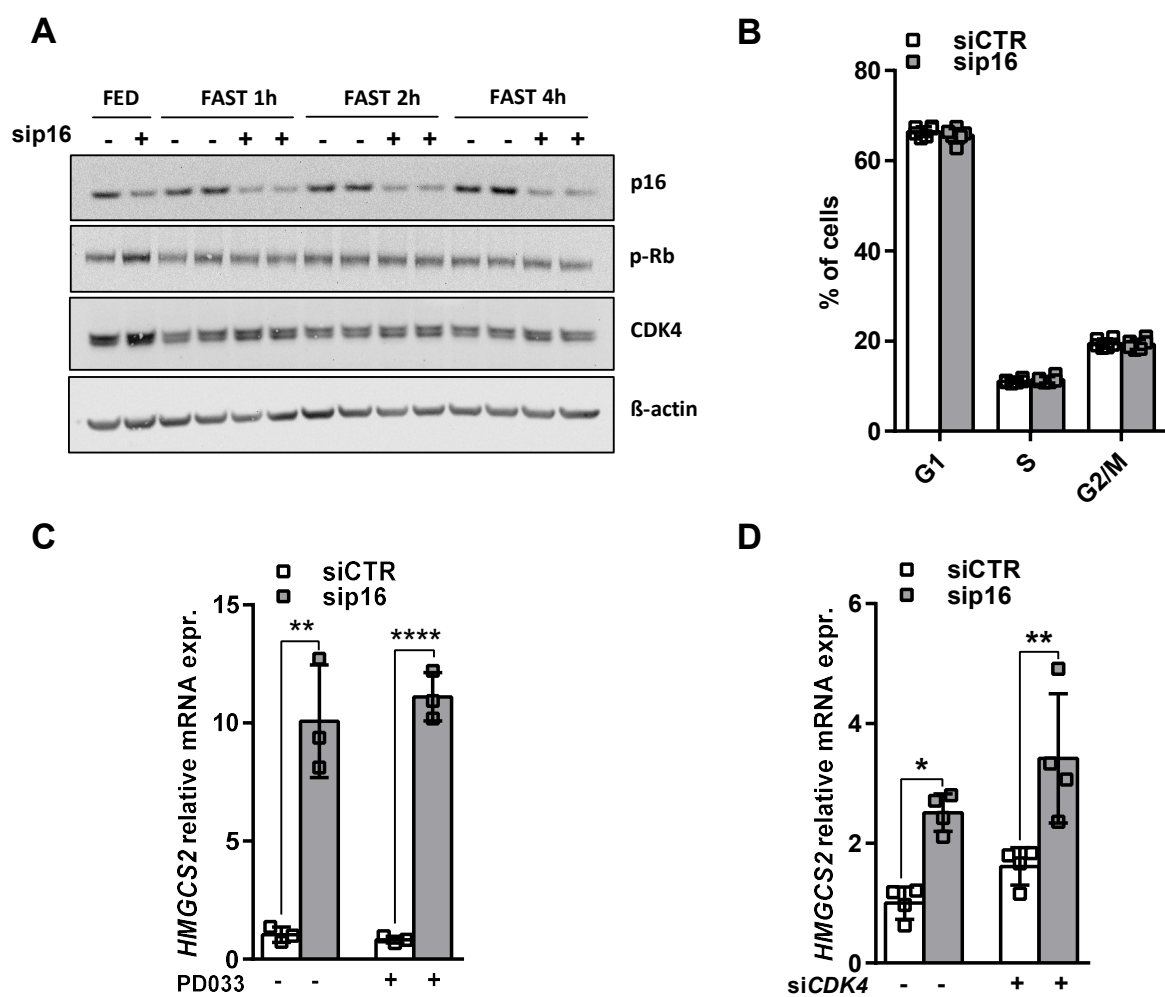 A
FED FAST 1h FAST 2h FAST 4h
sip16 - + - - + + - - + + - - + +
p16
p-Rb
CDK4
ß-actin
B
siCTR
sip16
% of cells
80
60
40
20
0
G1 S G2/M
C
siCTR
sip16
HMGCS2 relative mRNA expr.
15
10
5
0
** ****
PD033 - - + +
D
siCTR
sip16
HMGCS2 relative mRNA expr.
6
4
2
0
* **
siCDK4 - - + +